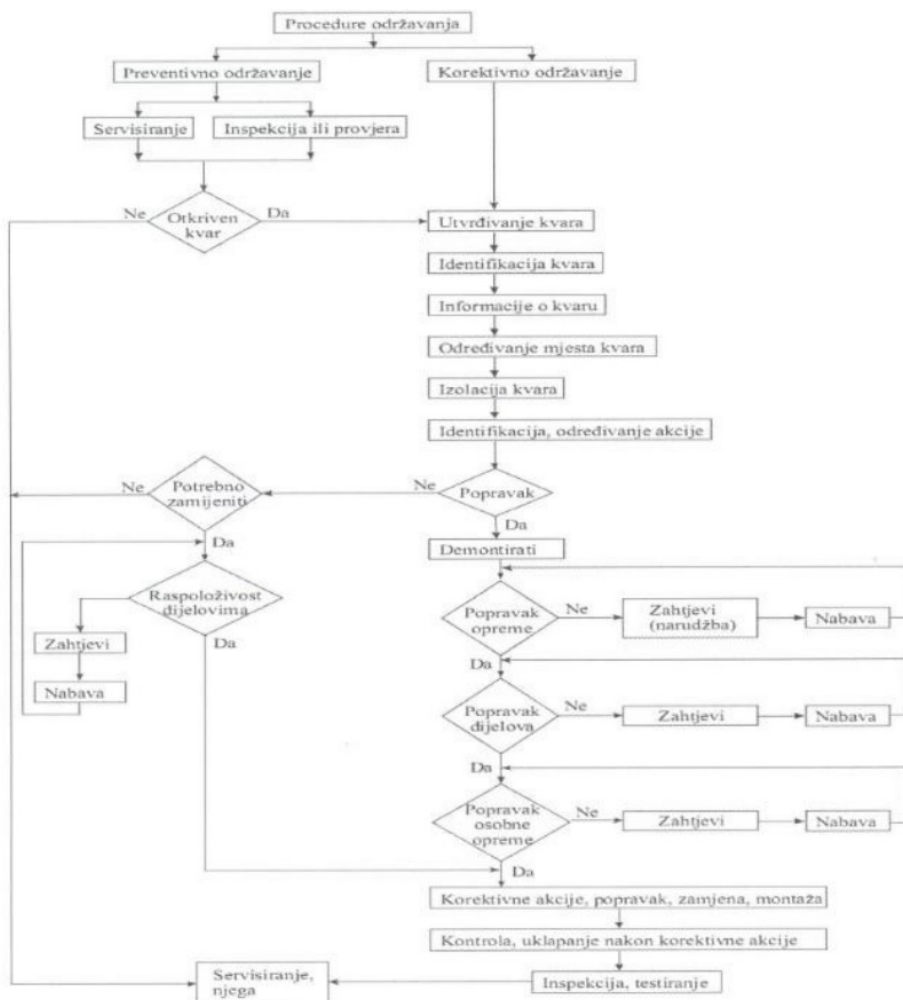 Procedure održavanja
Preventivno održavanje
Korektivno održavanje
Servisiranje
Inspekcija ili provjera
Ne
Otkriven
kvar
Da
Utvrđivanje kvara
Identifikacija kvara
Informacije o kvaru
Određivanje mjesta kvara
Izolacija kvara
Identifikacija, određivanje akcije
Ne
Potrebno
zamijeniti
Ne
Popravak
Da
Da
Demontirati
Raspoloživost
dijelovima
Da
Zahtjevi
Nabava
Popravak
opreme
Ne
Zahtjevi
(narudžba)
Nabava
Da
Popravak
dijelova
Ne
Zahtjevi
Nabava
Da
Popravak
osobne
opreme
Ne
Zahtjevi
Nabava
Da
Korektivne akcije, popravak, zamjena, montaža
Kontrola, uklapanje nakon korektivne akcije
Inspekcija, testiranje
Servisiranje,
njega